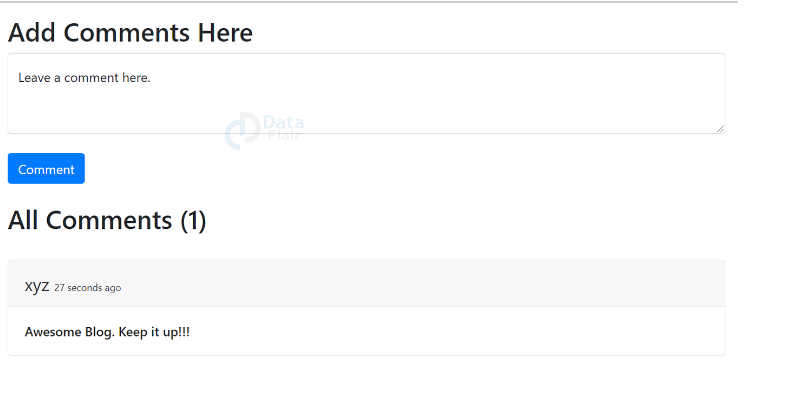 Add Comments Here
Leave a comment here.
Data
Flair
Comment
All Comments (1)
xyz 27 seconds ago
Awesome Blog. Keep it up!!!